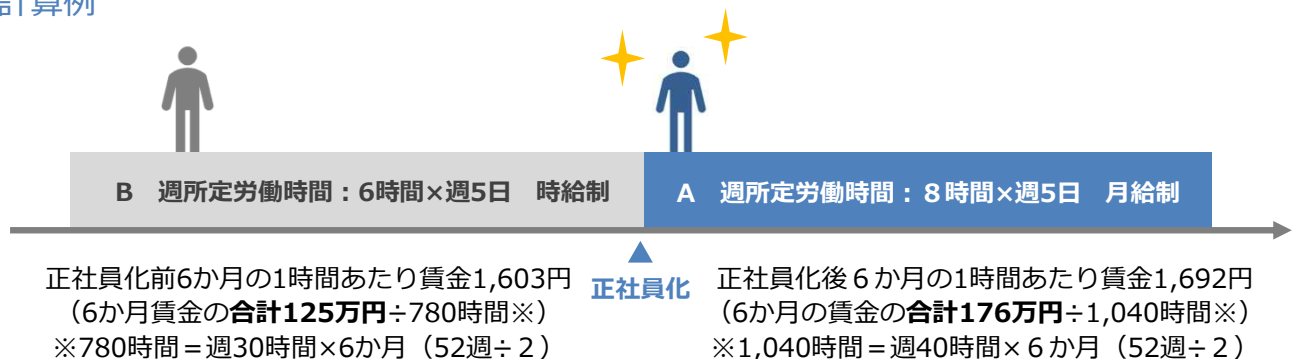 計算例
B　週所定労働時間：6時間×週5日　時給制
A　週所定労働時間：８時間×週5日　月給制
正社員化
正社員化前6か月の1時間あたり賃金1,603円
（6か月賃金の合計125万円÷780時間※）
※780時間＝週30時間×6か月（52週÷２）
正社員化後６か月の1時間あたり賃金1,692円
（6か月の賃金の合計176万円÷1,040時間※）
※1,040時間＝週40時間×６か月（52週÷２）